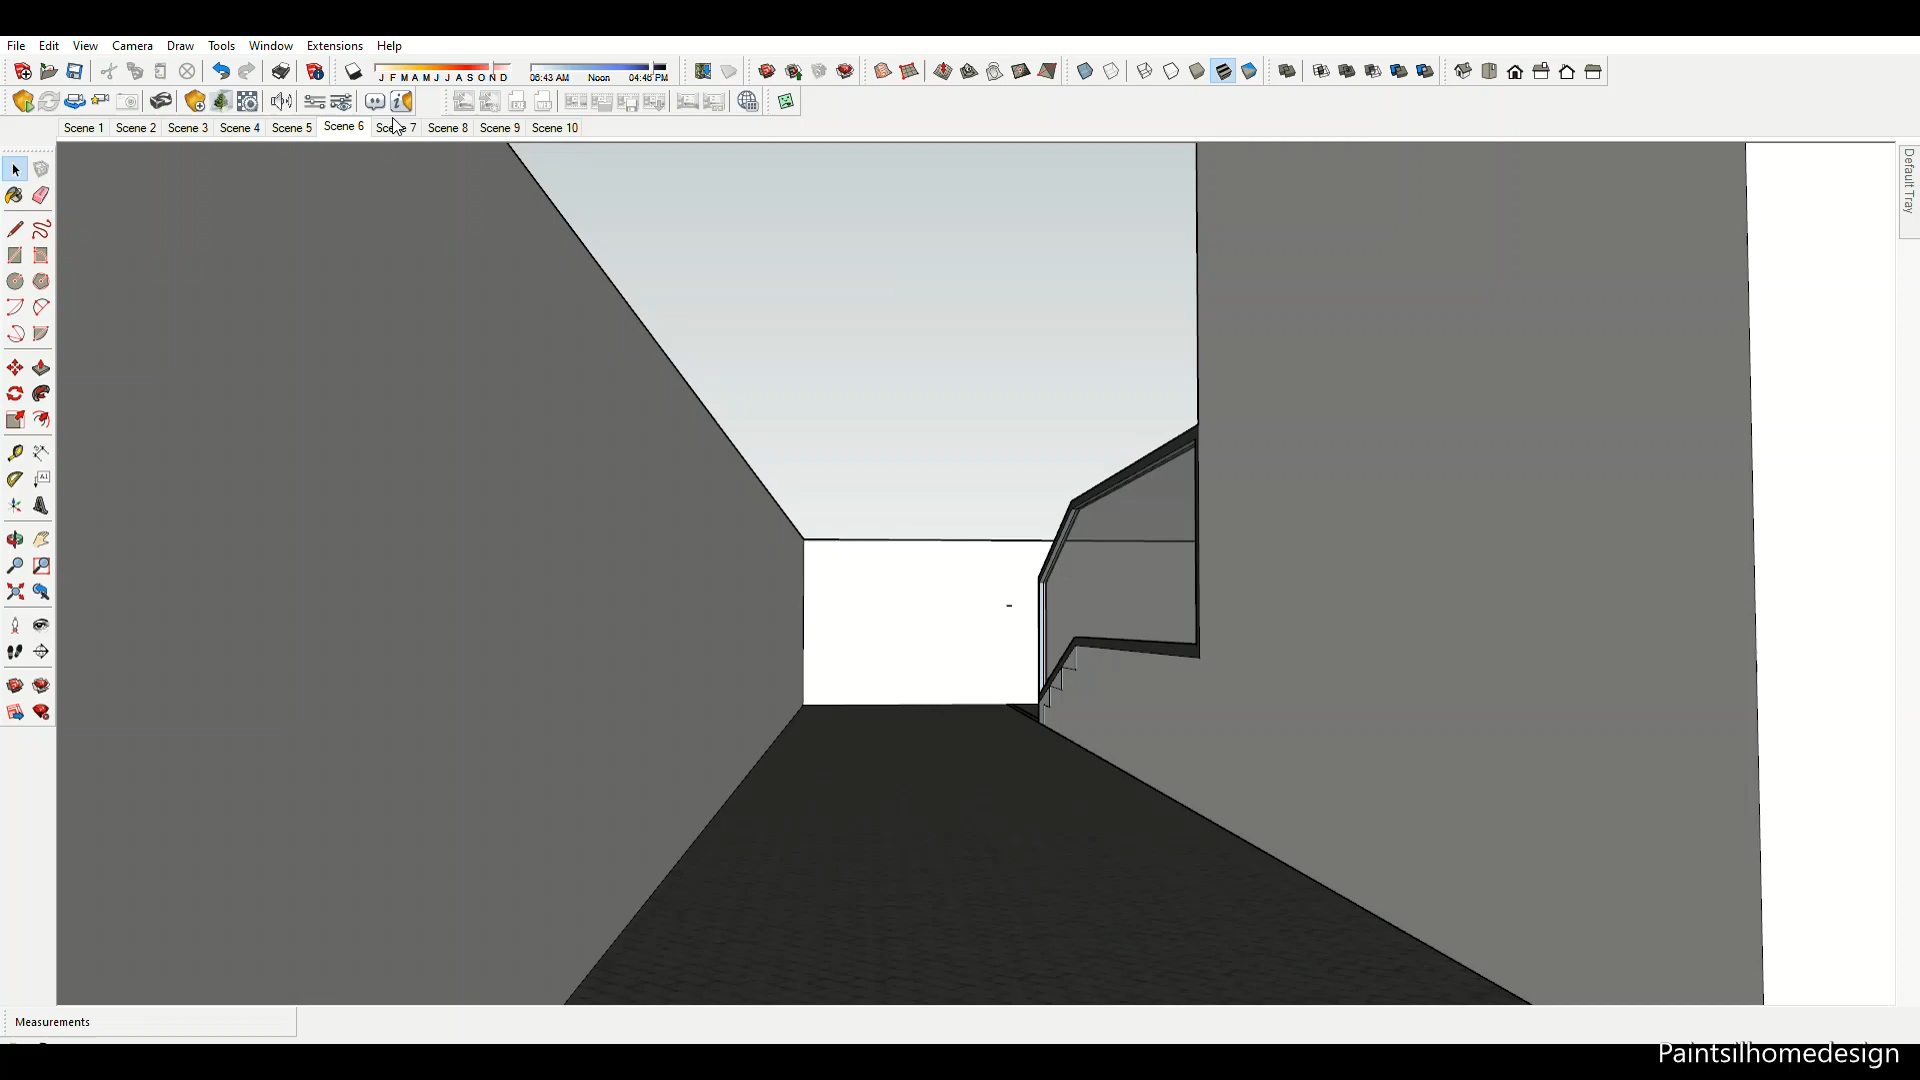 File Edit View Camera Draw Tools Window Extensions Help
J F M A M J J A S O N D 06:43 AM Noon 04:46 PM
Scene 1 Scene 2 Scene 3 Scene 4 Scene 5 Scene 6 Scene 7 Scene 8 Scene 9 Scene 10
Default Tray
Measurements
Paintsilhomedesign